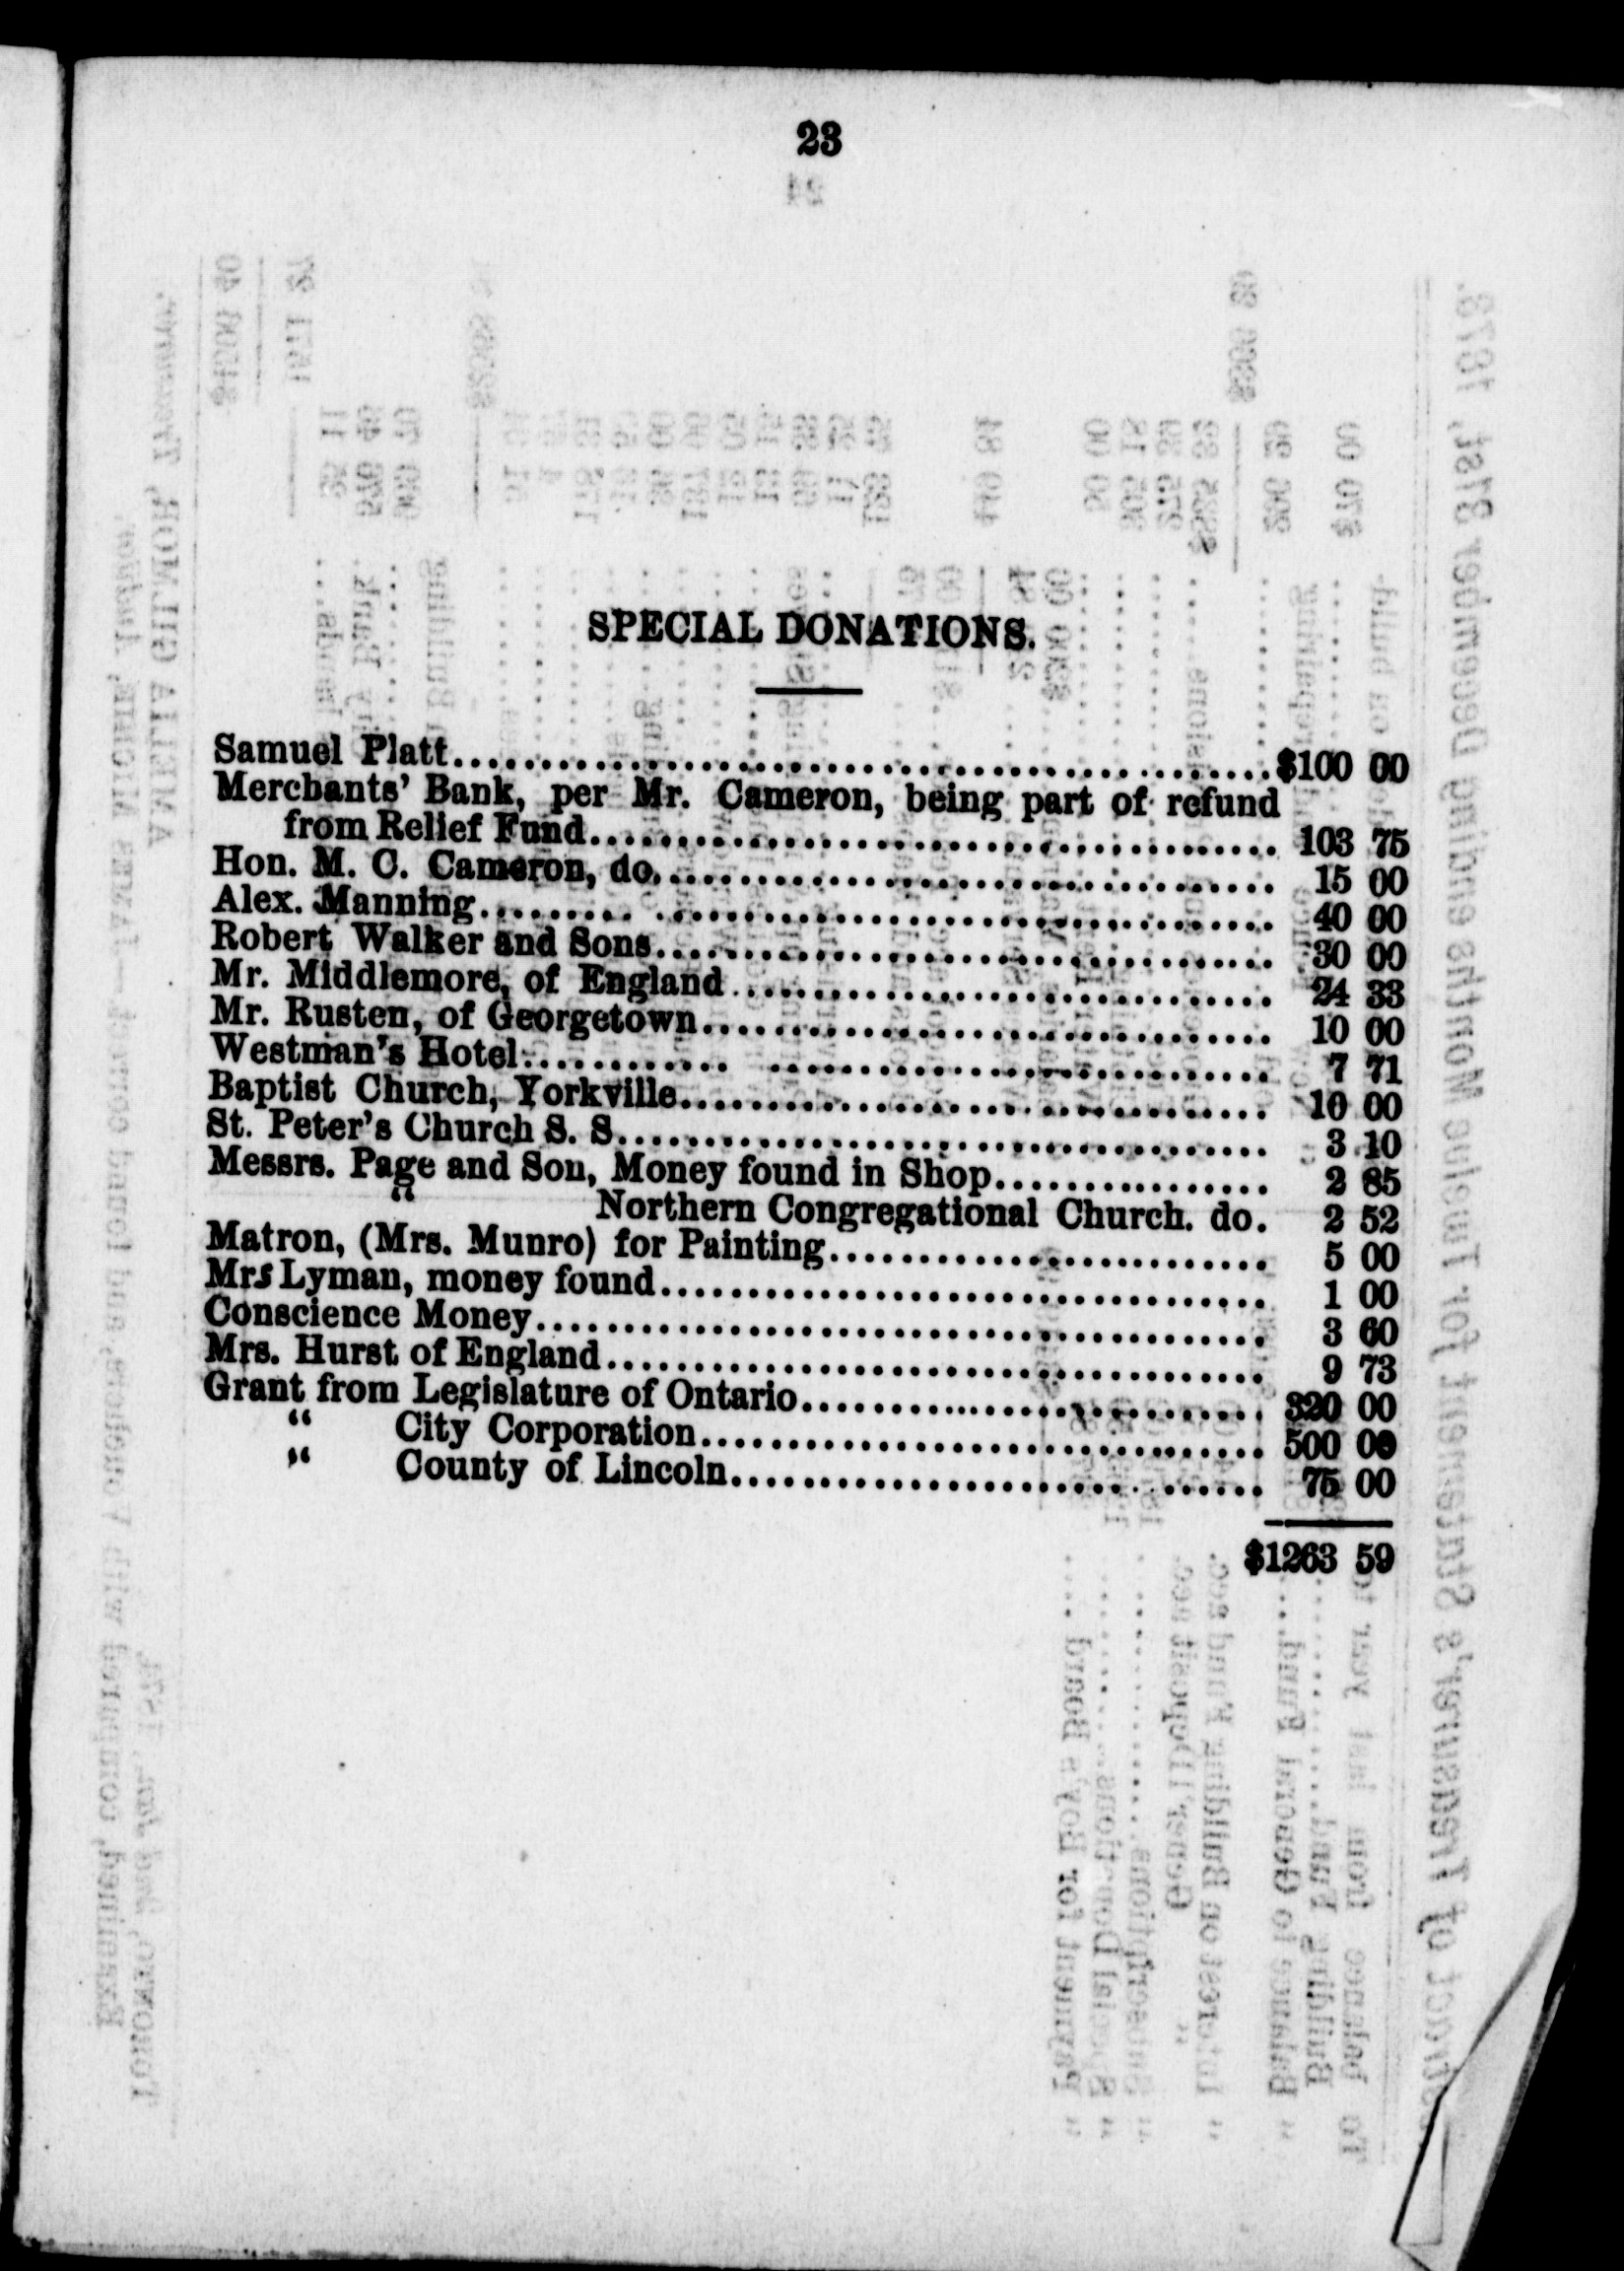 23
SPECIAL DONATIONS.
Samuel Platt........................................ $100 00
Merchants' Bank, per Mr. Cameron, being part of refund
from Relief Fund.................................... 103 75
Hon. M. C. Cameron, do.................................... 15 00
Alex. Manning......... .................................... 40 00
Robert Walker and Sons.................................... 30 00
Mr. Middlemore, of England.................................... 24 33
Mr. Rusten, of Georgetown.................................... 10 00
Westman's Hotel............ .............................. 7 71
Baptist Church, Yorkville.................................... 10 00
St. Peter's Church S. S.................................... 3 10
Messrs. Page and Son, Money found in Shop................ 2 85
" Northern Congregational Church. do. 2 52
Matron, (Mrs. Munro) for Painting.......................... 5 00
Mrs Lyman, money found.................................... 1 00
Conscience Money.......................................... 3 60
Mrs. Hurst of England.................................... 9 73
Grant from Legislature of Ontario.......................... 320 00
" City Corporation.................................... 500 00
" County of Lincoln.................................... 75 00
$1263 59